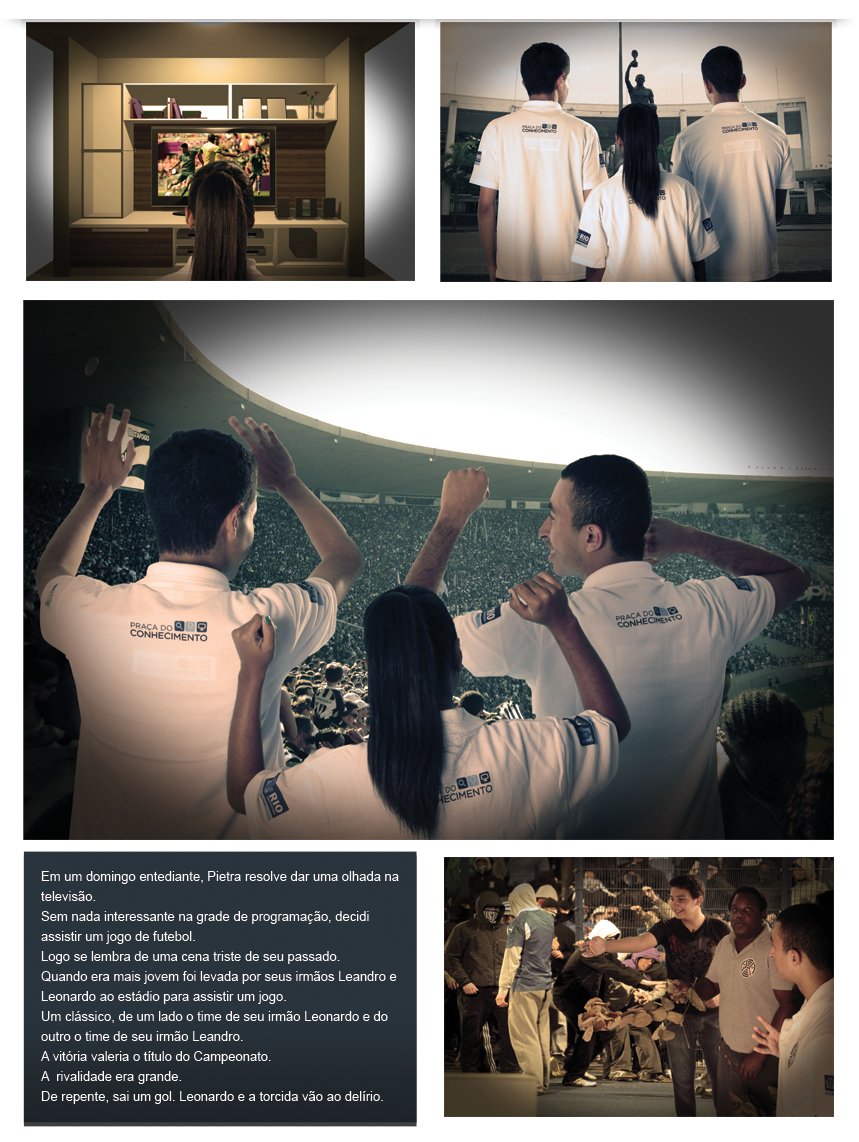 PRAÇA DO
CONHECIMENTO
PRAÇA DO
CONHECIMENTO
RIO
PRAÇA DO
CONHECIMENTO
PRAÇA DO
CONHECIMENTO
HECIMENTO
RIO
Em um domingo entediante, Pietra resolve dar uma olhada na
televisão.
Sem nada interessante na grade de programação, decidi
assistir um jogo de futebol.
Logo se lembra de uma cena triste de seu passado.
Quando era mais jovem foi levada por seus irmãos Leandro e
Leonardo ao estádio para assistir um jogo.
Um clássico, de um lado o time de seu irmão Leonardo e do
outro o time de seu irmão Leandro.
A vitória valeria o título do Campeonato.
A  rivalidade era grande.
De repente, sai um gol. Leonardo e a torcida vão ao delírio.